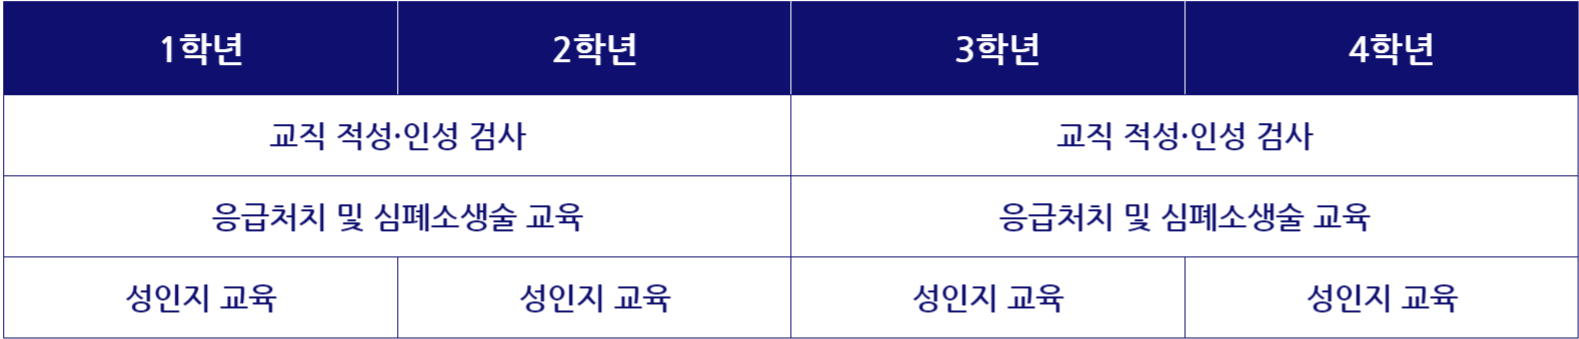 1학년 2학년 3학년 4학년
교직 적성·인성 검사 교직 적성·인성 검사
응급처치 및 심폐소생술 교육 응급처치 및 심폐소생술 교육
성인지 교육 성인지 교육 성인지 교육 성인지 교육